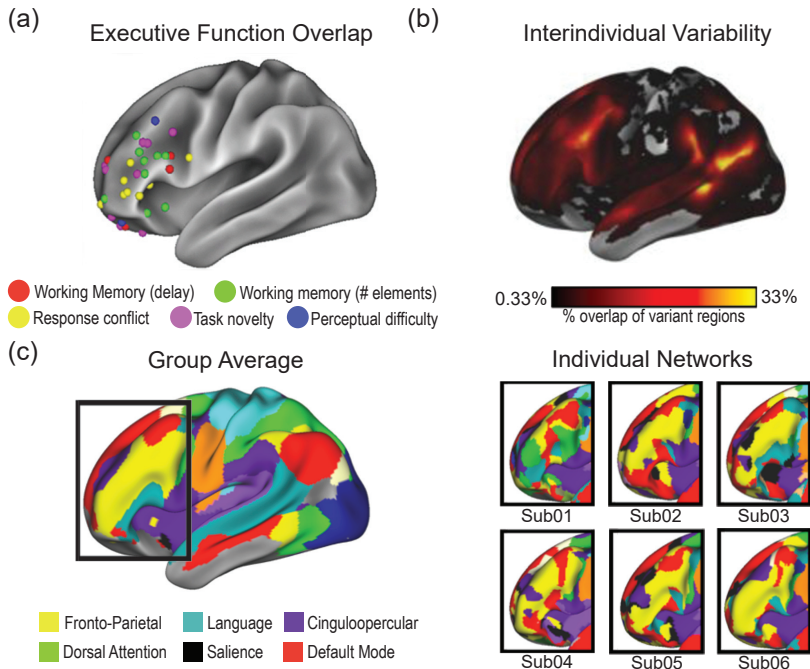 (a)
Executive Function Overlap
Working Memory (delay)
Working memory (# elements)
Response conflict
Task novelty
Perceptual difficulty
(b)
Interindividual Variability
0.33%
33%
% overlap of variant regions
(c)
Group Average
Fronto-Parietal
Language
Cinguloopercular
Dorsal Attention
Salience
Default Mode
Individual Networks
Sub01
Sub02
Sub03
Sub04
Sub05
Sub06